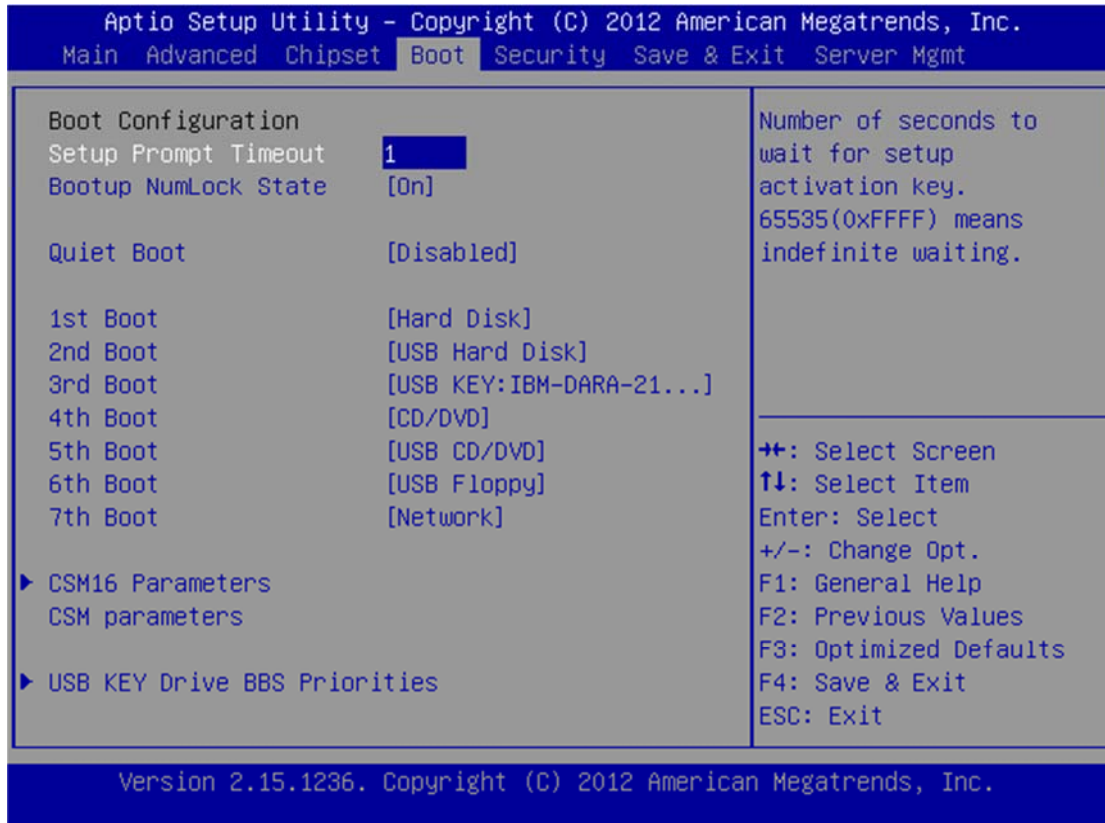 Aptio Setup Utility – Copyright (C) 2012 American Megatrends, Inc.
Main Advanced Chipset Boot Security Save & Exit Server Mgmt
Boot Configuration
Setup Prompt Timeout 1
Bootup NumLock State [On]
Quiet Boot [Disabled]
1st Boot [Hard Disk]
2nd Boot [USB Hard Disk]
3rd Boot [USB KEY:IBM-DARA-21...]
4th Boot [CD/DVD]
5th Boot [USB CD/DVD]
6th Boot [USB Floppy]
7th Boot [Network]
CSM16 Parameters
CSM parameters
USB KEY Drive BBS Priorities
Number of seconds to
wait for setup
activation key.
65535(0xFFFF) means
indefinite waiting.
→←: Select Screen
↑↓: Select Item
Enter: Select
+/-: Change Opt.
F1: General Help
F2: Previous Values
F3: Optimized Defaults
F4: Save & Exit
ESC: Exit
Version 2.15.1236. Copyright (C) 2012 American Megatrends, Inc.